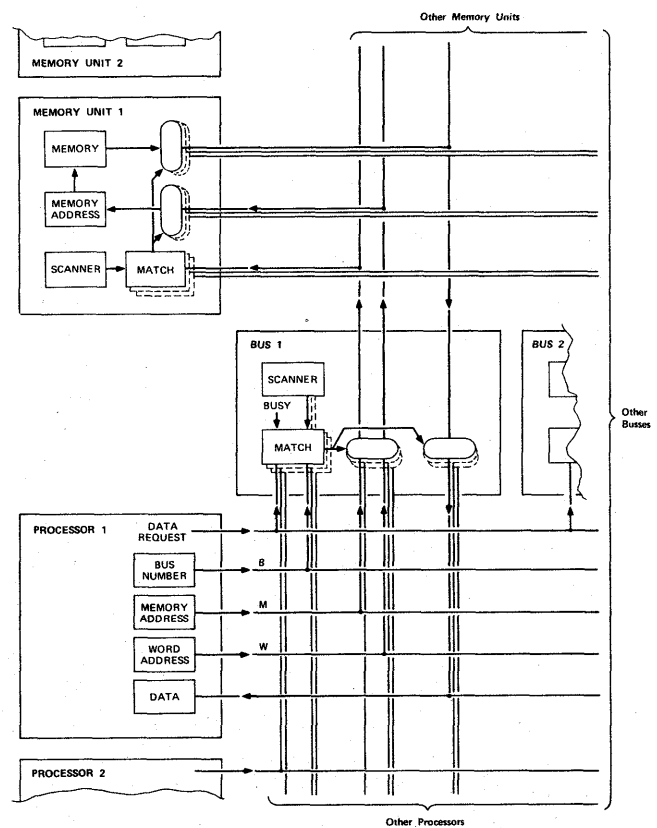 Other Memory Units
MEMORY UNIT 2
MEMORY UNIT 1
MEMORY
MEMORY
ADDRESS
SCANNER
MATCH
BUS 1
SCANNER
BUSY
MATCH
BUS 2
Other
Busses
PROCESSOR 1
DATA
REQUEST
BUS
NUMBER
B
MEMORY
ADDRESS
M
WORD
ADDRESS
W
DATA
PROCESSOR 2
Other Processors